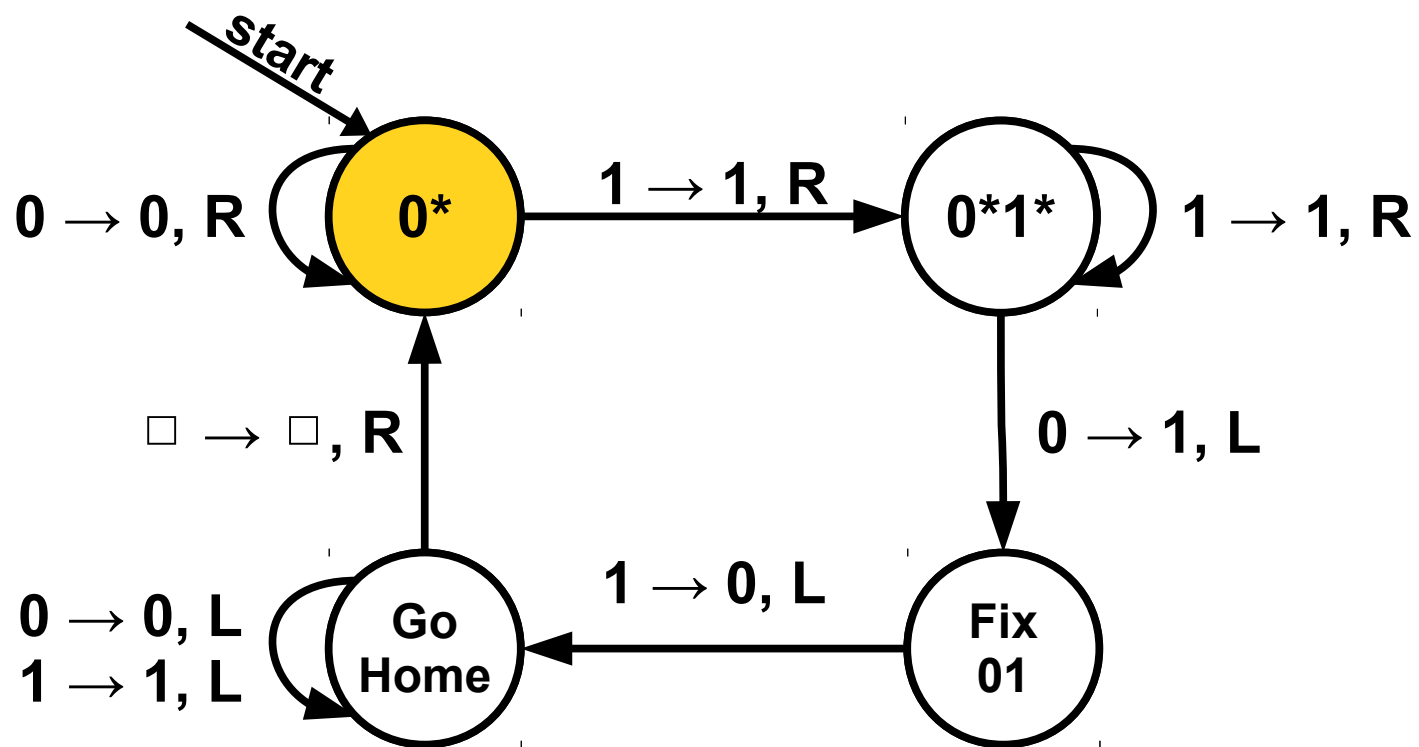 start
0 → 0, R
0*
1 → 1, R
0*1*
1 → 1, R
□ → □, R
0 → 1, L
0 → 0, L
1 → 1, L
Go
Home
1 → 0, L
Fix
01